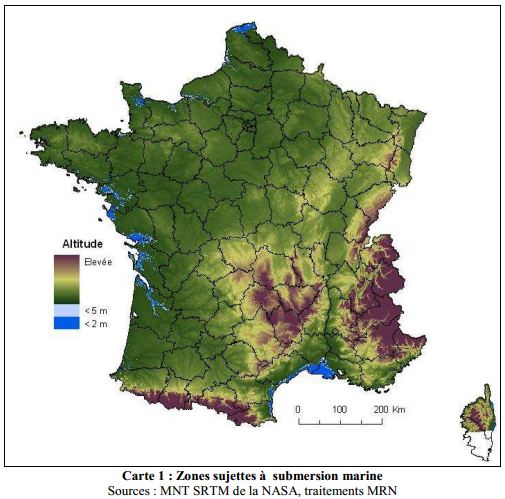 Altitude
Elevée
< 5 m
< 2 m
0 100 200 Km
Carte 1 : Zones sujettes à submersion marine
Sources : MNT SRTM de la NASA, traitements MRN